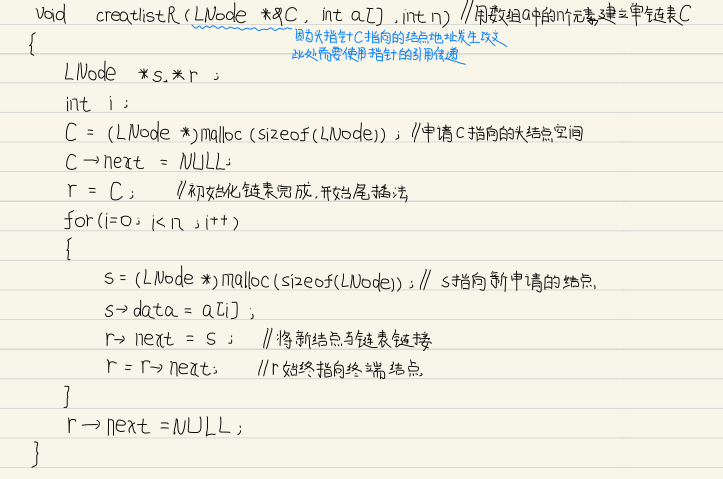 void creatlistR(LNode *&C, int a[], int n) //用数组a中的n个元素,建立单链表C
因为头指针C指向的结点地址发生改变
此处需要使用指针的引用传递
{
LNode *s,*r;
int i;
C = (LNode *)malloc(sizeof(LNode)); //申请C指向的头结点空间
C→next = NULL;
r = C; //初始化链表完成,开始尾插法
for(i=0; i<n; i++)
{
s = (LNode *)malloc(sizeof(LNode)); // s指向新申请的结点
s→data = a[i];
r→next = s; //将新结点与链表链接
r = r→next; //r始终指向终端结点
}
r→next = NULL;
}